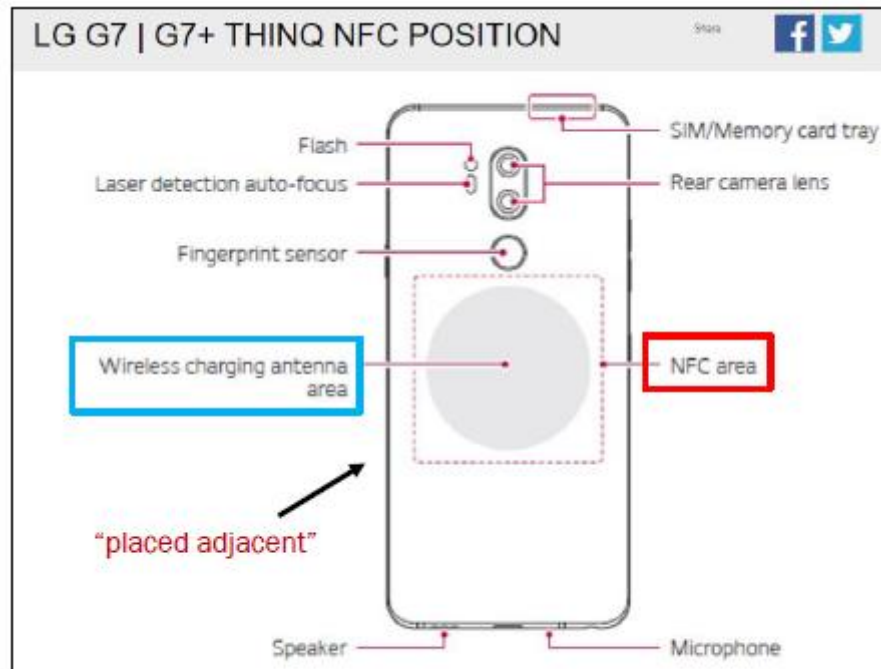 LG G7 | G7+ THINQ NFC POSITION
Share
Flash
SIM/Memory card tray
Laser detection auto-focus
Rear camera lens
Fingerprint sensor
Wireless charging antenna
area
NFC area
“placed adjacent”
Speaker
Microphone